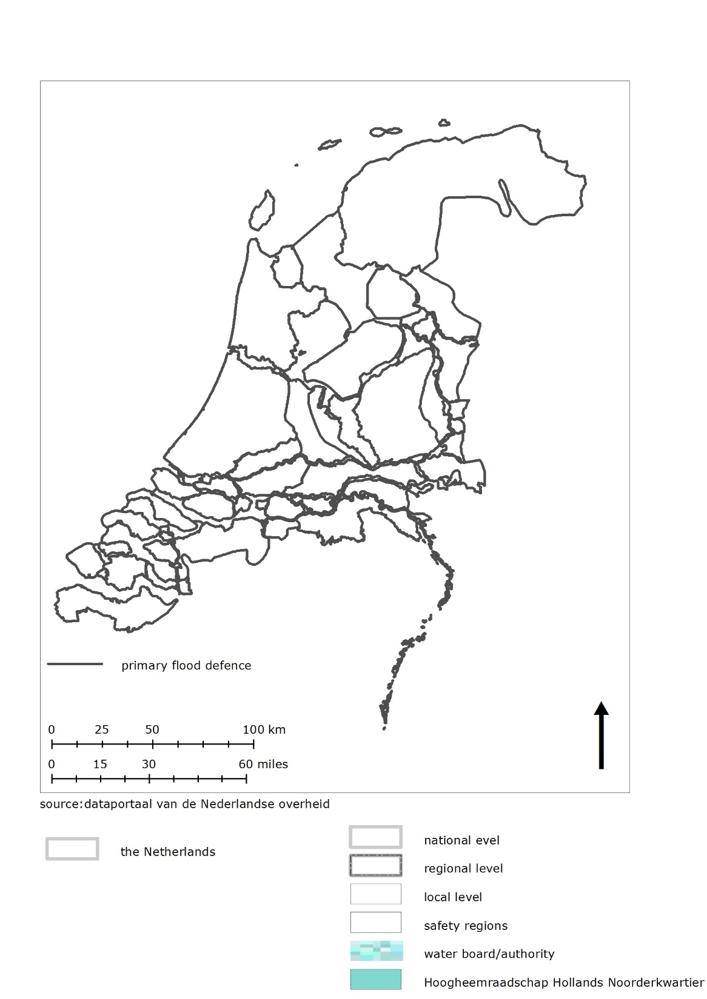 primary flood defence
0 25 50 100 km
0 15 30 60 miles
source:dataportaal van de Nederlandse overheid
the Netherlands
national evel
regional level
local level
safety regions
water board/authority
Hoogheemraadschap Hollands Noorderkwartier